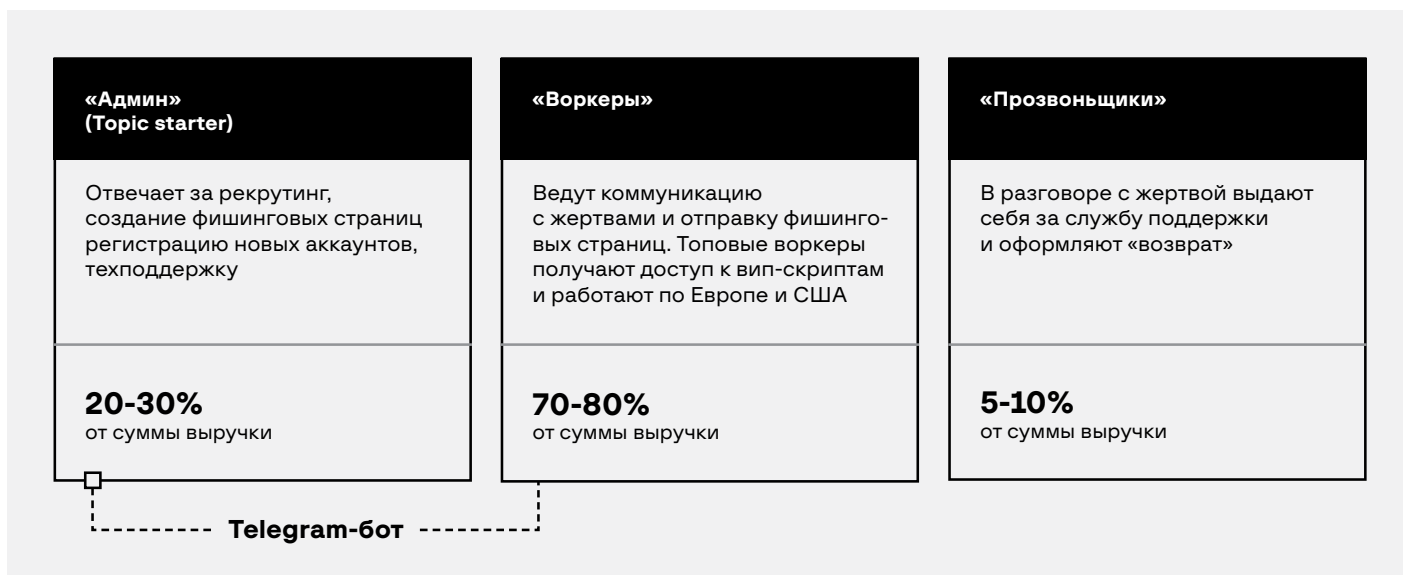 «Админ»
(Topic starter)
Отвечает за рекрутинг,
создание фишинговых страниц
регистрацию новых аккаунтов,
техподдержку
20-30%
от суммы выручки
«Воркеры»
Ведут коммуникацию
с жертвами и отправку фишинго-
вых страниц. Топовые воркеры
получают доступ к вип-скриптам
и работают по Европе и США
70-80%
от суммы выручки
«Прозвоньщики»
В разговоре с жертвой выдают
себя за службу поддержки
и оформляют «возврат»
5-10%
от суммы выручки
Telegram-бот